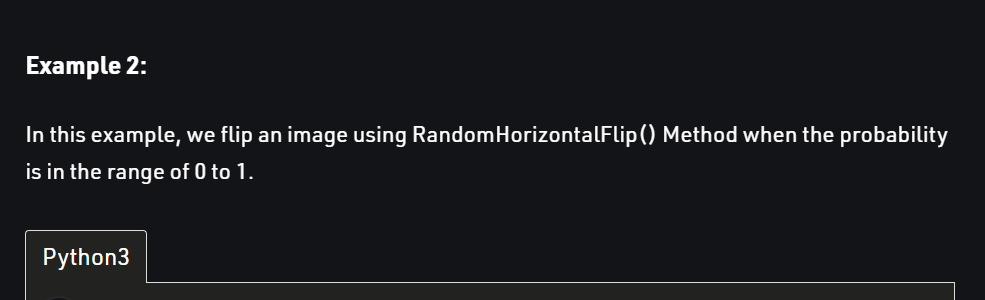 Example 2:
In this example, we flip an image using RandomHorizontalFlip() Method when the probability
is in the range of 0 to 1.
Python3